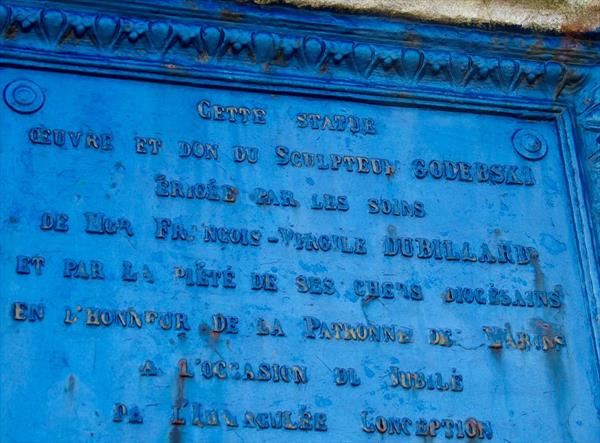 Cette statue
œuvre et don du Sculpteur GODEBSKI
érigée par les soins
de Mgr François-Virgule DUBILLARD
et par la piété de ses chers diocésains
en l'honneur de la Patronne des Marins
a l'occasion du Jubilé
de l'Immaculée Conception